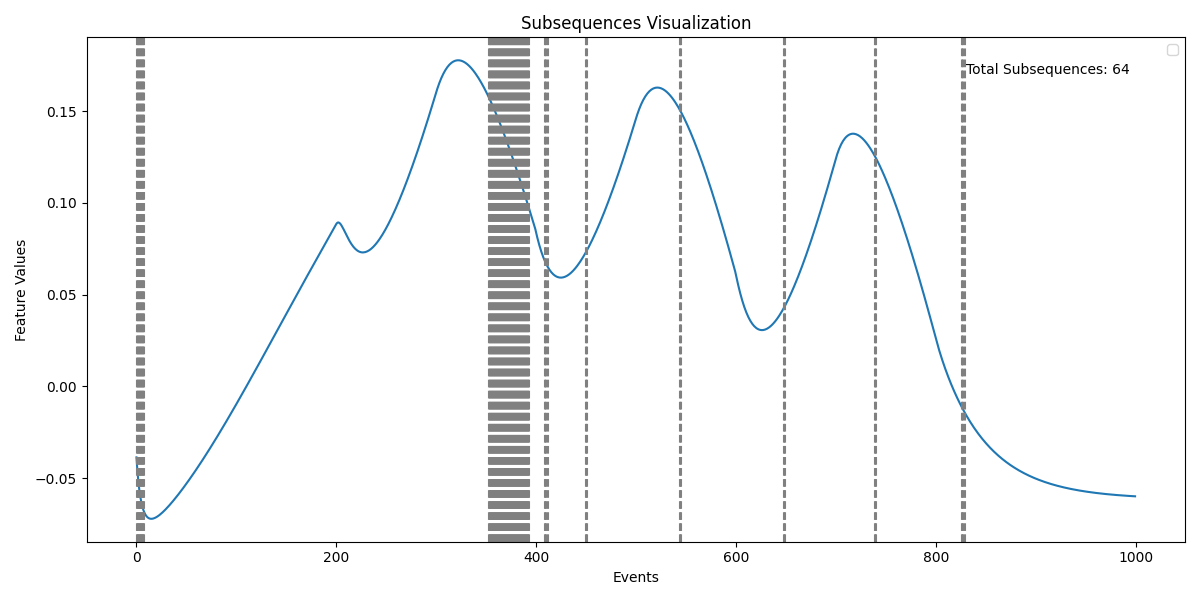 Subsequences Visualization
Total Subsequences: 64
Feature Values
0.15
0.10
0.05
0.00
−0.05
0 200 400 600 800 1000
Events